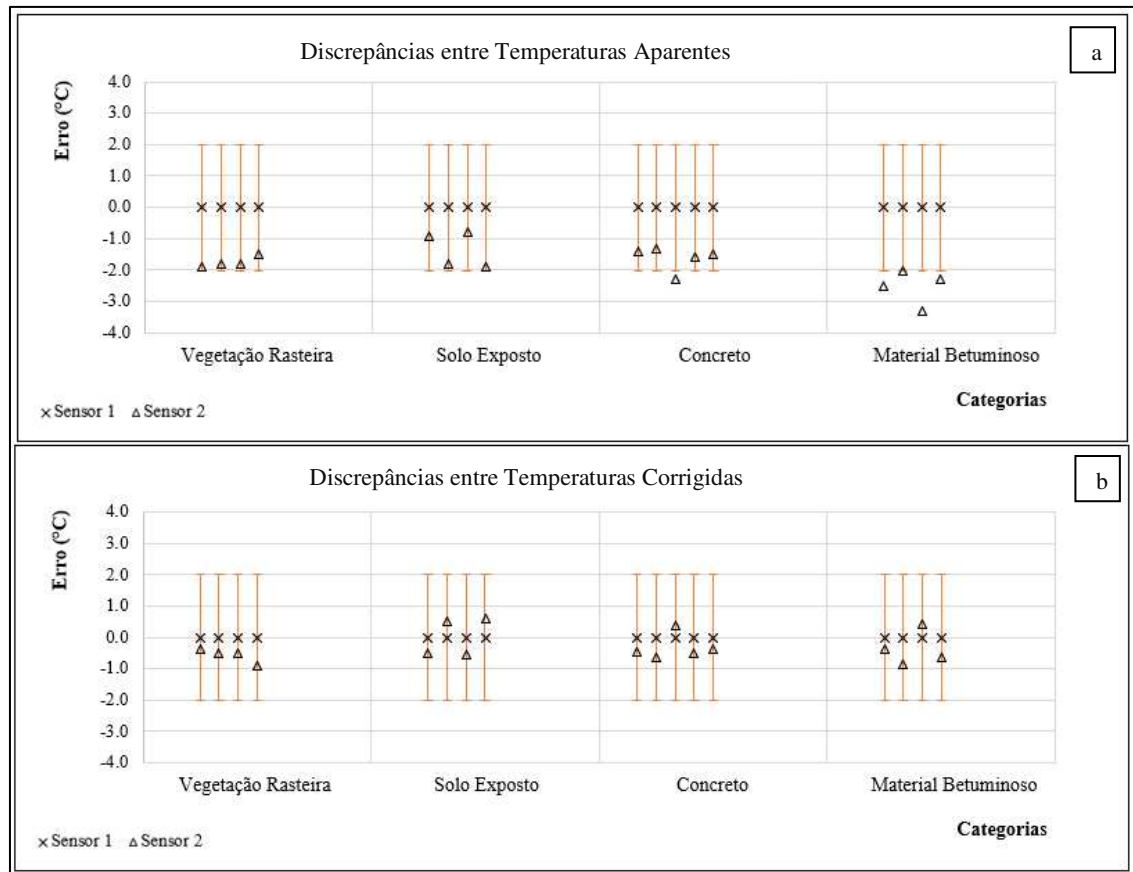 Discrepâncias entre Temperaturas Aparentes
a
Erro (°C)
4.0
3.0
2.0
1.0
0.0
-1.0
-2.0
-3.0
-4.0
Vegetação Rasteira Solo Exposto Concreto Material Betuminoso
Categorias
× Sensor 1 Δ Sensor 2
Discrepâncias entre Temperaturas Corrigidas
b
Erro (°C)
4.0
3.0
2.0
1.0
0.0
-1.0
-2.0
-3.0
-4.0
Vegetação Rasteira Solo Exposto Concreto Material Betuminoso
Categorias
× Sensor 1 Δ Sensor 2